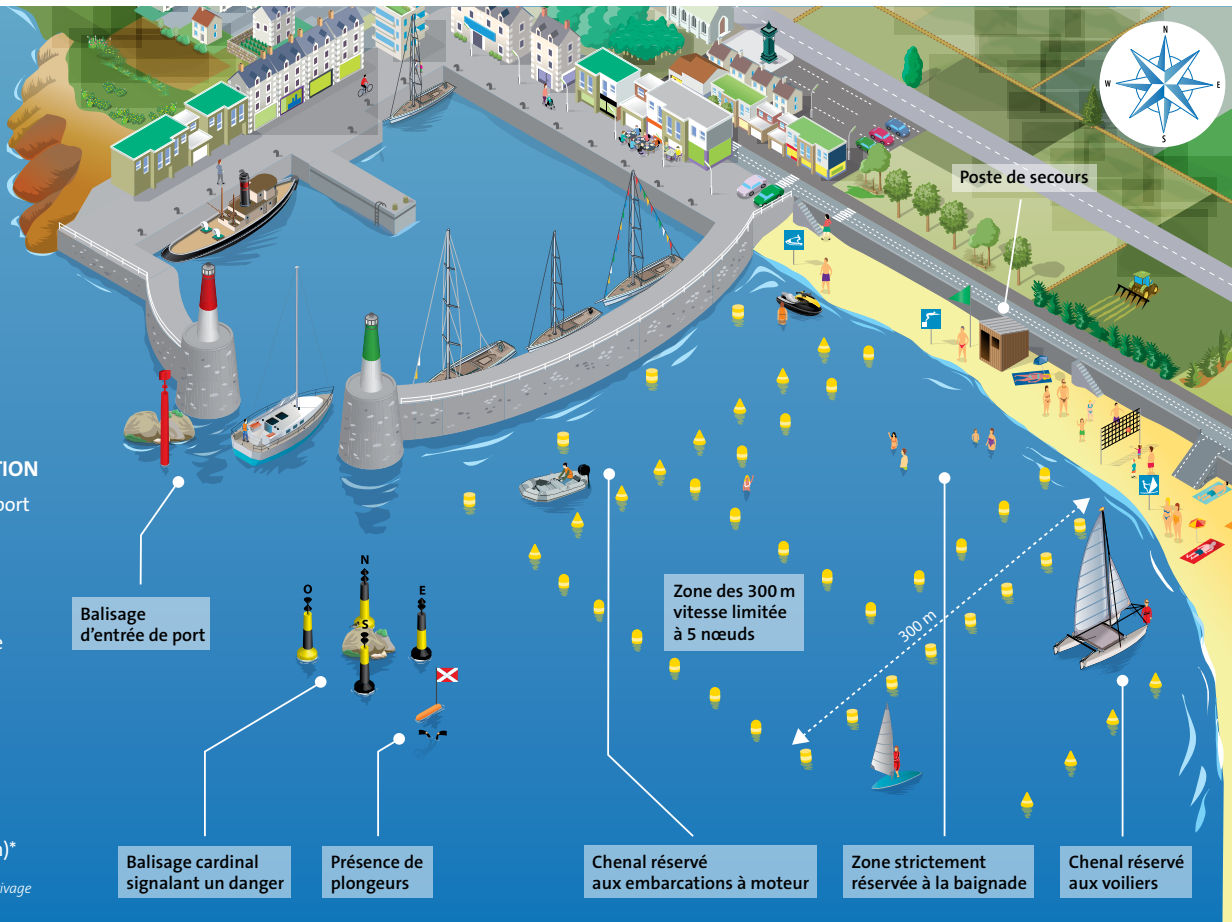 N
W
E
S
Poste de secours
TION
port
Balisage
d'entrée de port
O
N
E
S
Zone des 300 m
vitesse limitée
à 5 nœuds
300 m
e
Balisage cardinal
signalant un danger
Présence de
plongeurs
Chenal réservé
aux embarcations à moteur
Zone strictement
réservée à la baignade
Chenal réservé
aux voiliers
)*
ivage